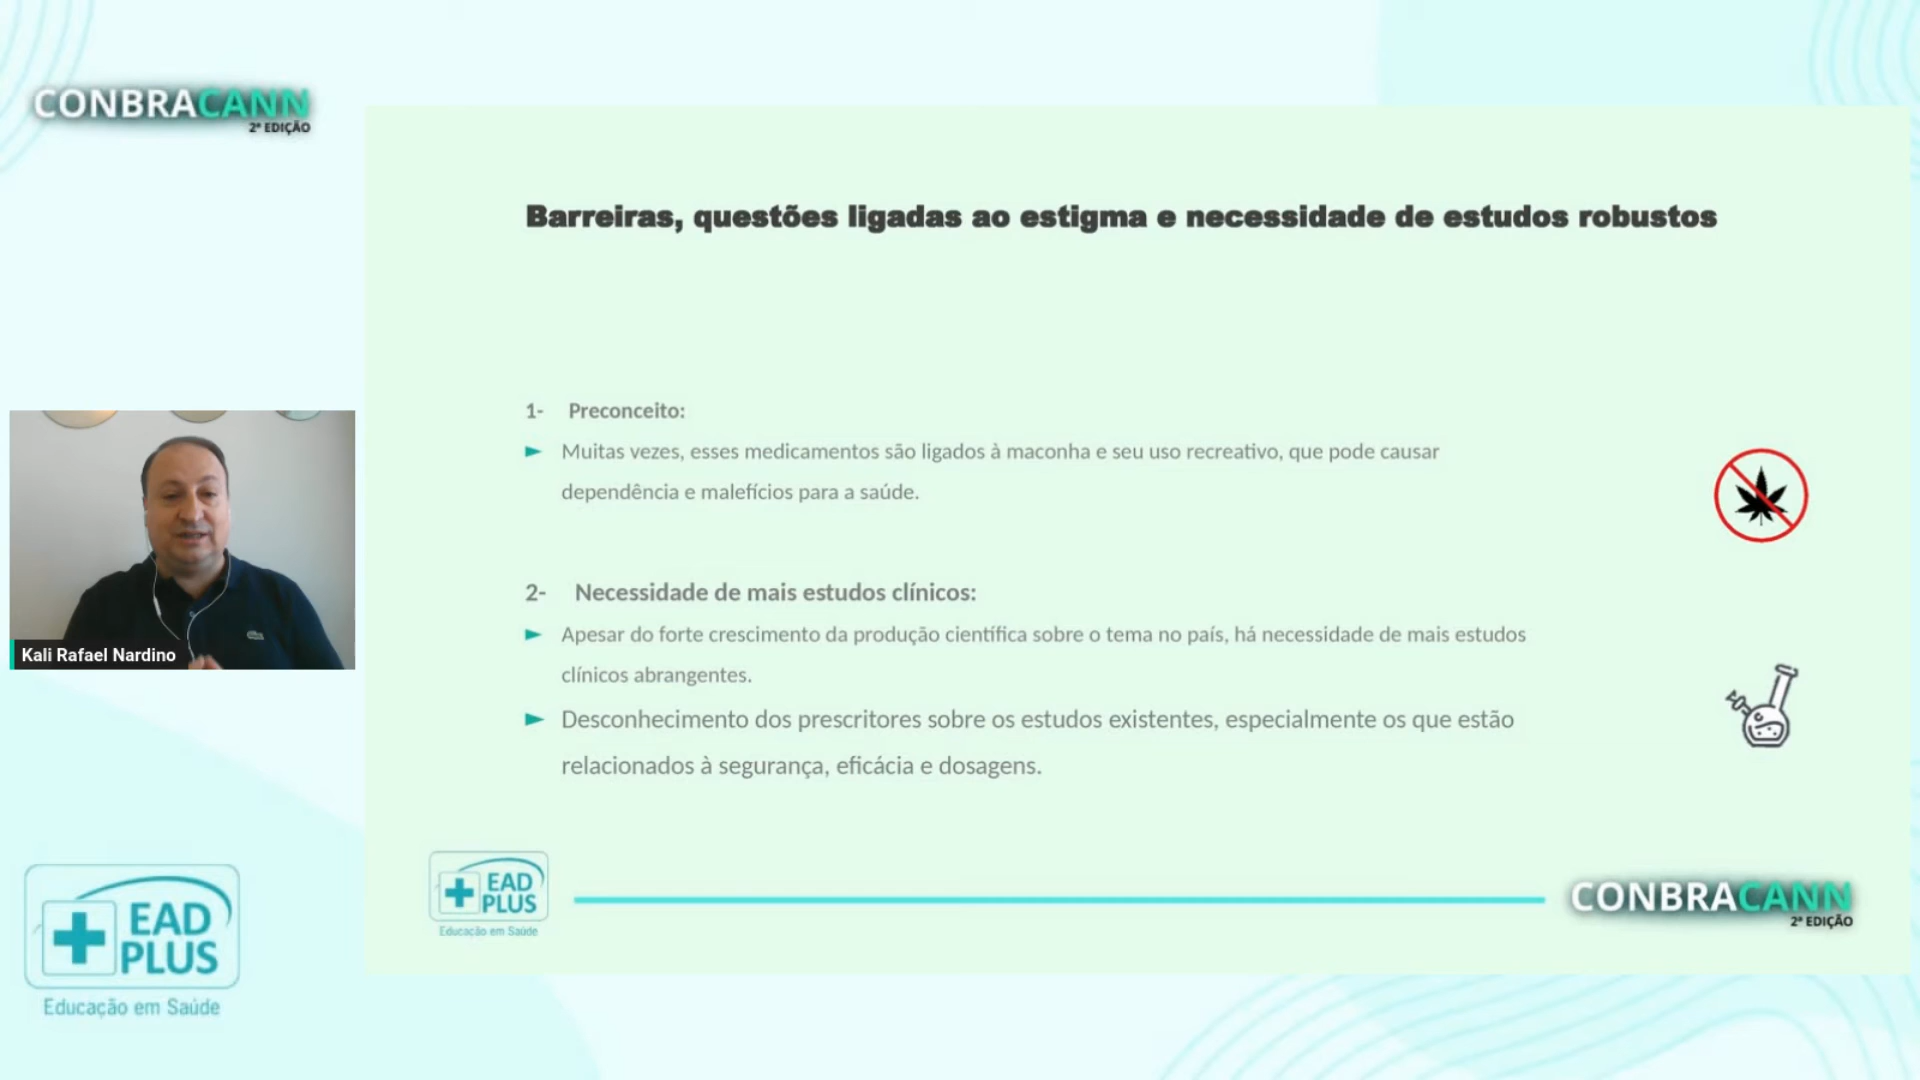 CONBRACANN
2ª EDIÇÃO
Barreiras, questões ligadas ao estigma e necessidade de estudos robustos
1- Preconceito:
► Muitas vezes, esses medicamentos são ligados à maconha e seu uso recreativo, que pode causar
dependência e malefícios para a saúde.
2- Necessidade de mais estudos clínicos:
► Apesar do forte crescimento da produção científica sobre o tema no país, há necessidade de mais estudos
clínicos abrangentes.
► Desconhecimento dos prescritores sobre os estudos existentes, especialmente os que estão
relacionados à segurança, eficácia e dosagens.
Kali Rafael Nardino
EAD
PLUS
Educação em Saúde
CONBRACANN
2ª EDIÇÃO
EAD
PLUS
Educação em Saúde